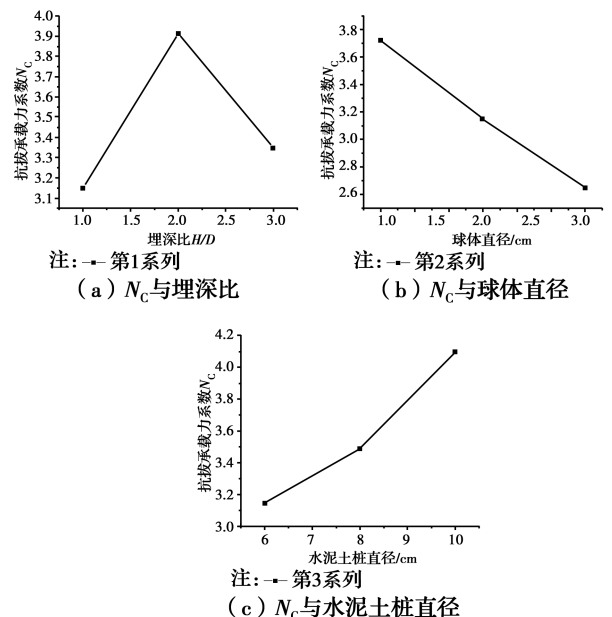 4.0
3.9
3.8
3.7
3.6
3.5
3.4
3.3
3.2
3.1
抗拔承载力系数N_C
1.0 1.5 2.0 2.5 3.0
埋深比H/D
注: 第1系列
（a）N_C与埋深比
3.8
3.6
3.4
3.2
3.0
2.8
2.6
抗拔承载力系数N_C
1.0 1.5 2.0 2.5 3.0
球体直径/cm
注: 第2系列
（b）N_C与球体直径
4.2
4.0
3.8
3.6
3.4
3.2
3.0
抗拔承载力系数N_C
6 7 8 9 10
水泥土桩直径/cm
注: 第3系列
（c）N_C与水泥土桩直径